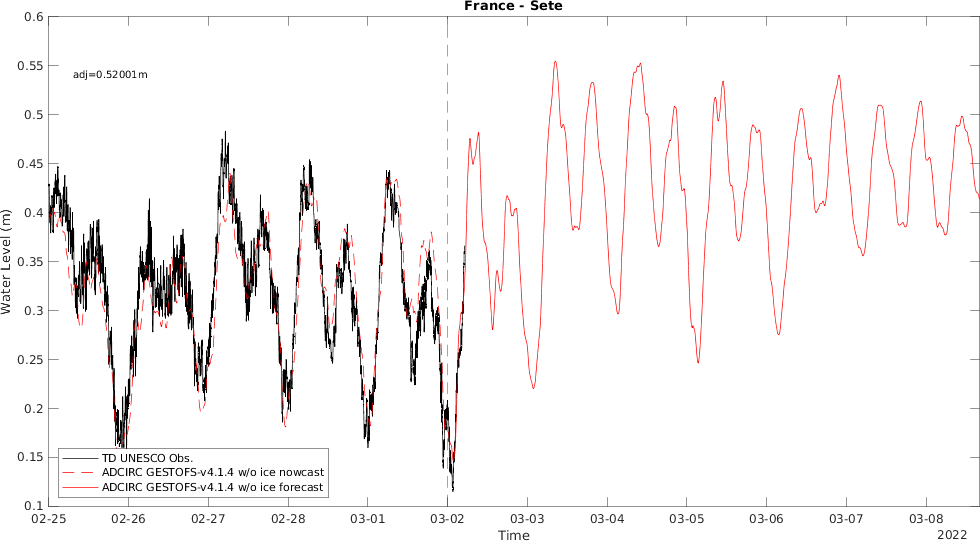 France - Sete
adj=0.52001m
Water Level (m)
0.6
0.55
0.5
0.45
0.4
0.35
0.3
0.25
0.2
0.15
0.1
TD UNESCO Obs.
ADCIRC GESTOFS-v4.1.4 w/o ice nowcast
ADCIRC GESTOFS-v4.1.4 w/o ice forecast
02-25 02-26 02-27 02-28 03-01 03-02 03-03 03-04 03-05 03-06 03-07 03-08
Time
2022